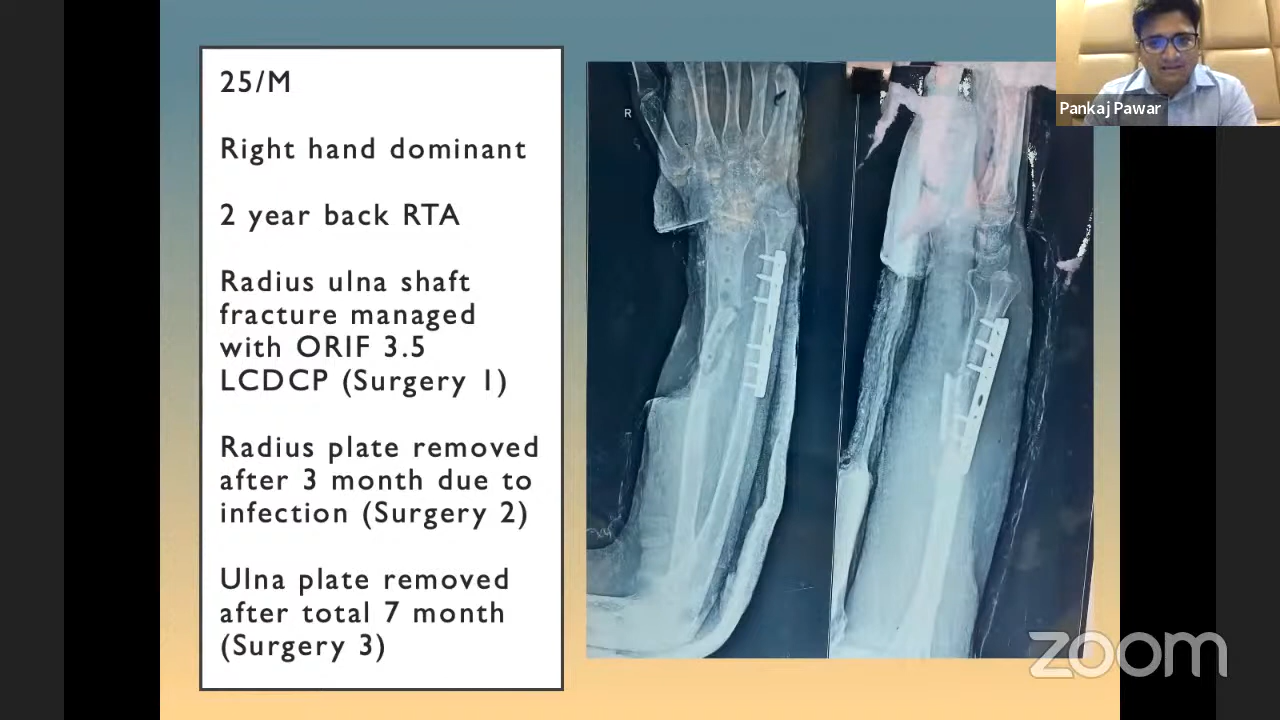 25/M
Right hand dominant
2 year back RTA
Radius ulna shaft
fracture managed
with ORIF 3.5
LCDCP (Surgery 1)
Radius plate removed
after 3 month due to
infection (Surgery 2)
Ulna plate removed
after total 7 month
(Surgery 3)
R
Pankaj Pawar
zoom